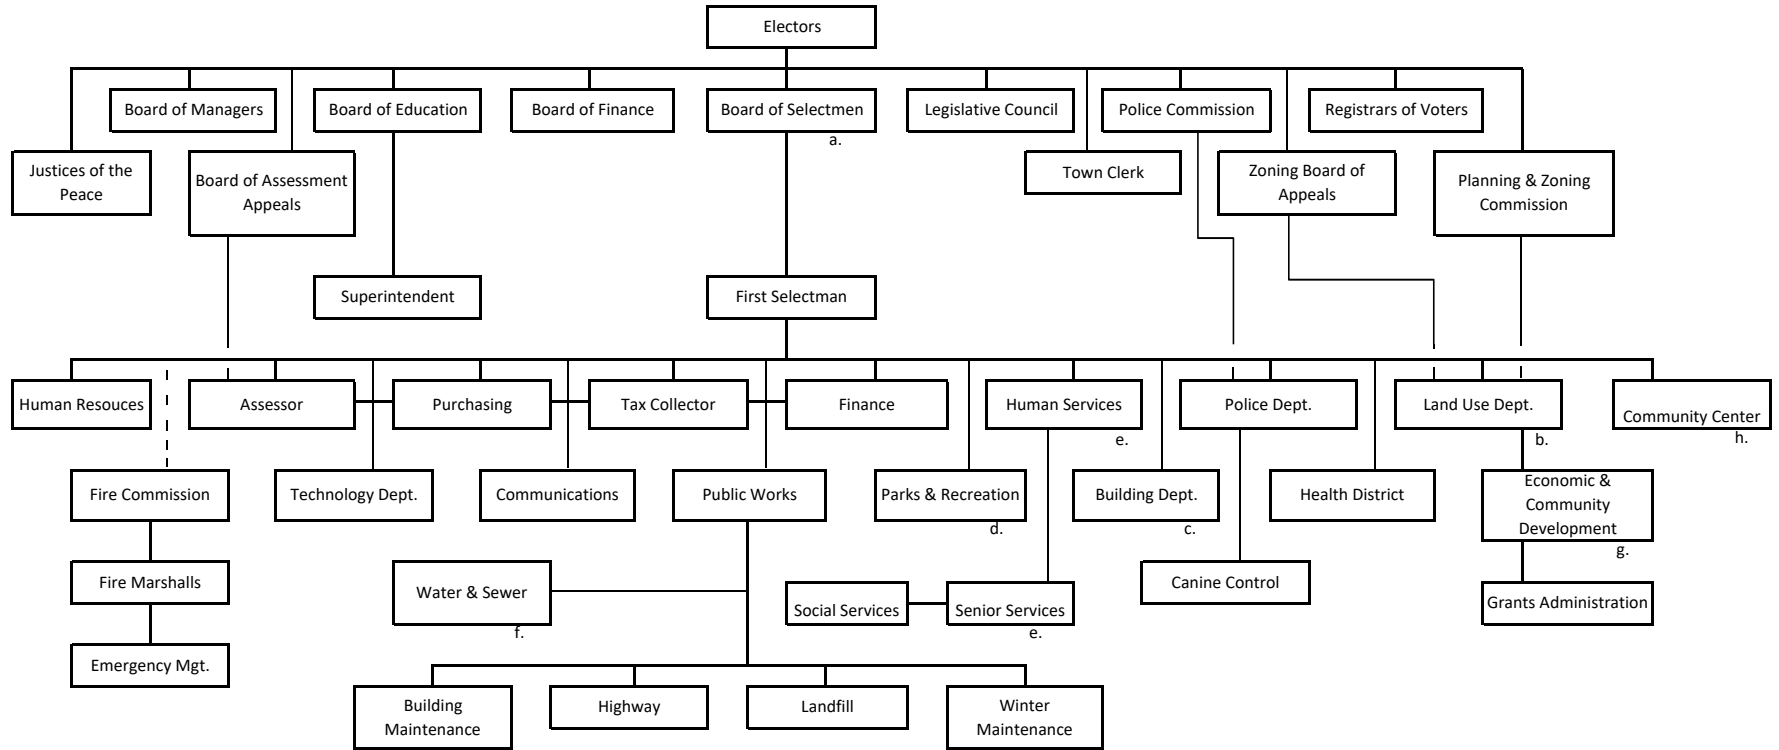 Electors
Board of Managers
Board of Education
Board of Finance
Board of Selectmen
a.
Legislative Council
Police Commission
Registrars of Voters
Justices of the
Peace
Board of Assessment
Appeals
Town Clerk
Zoning Board of
Appeals
Planning & Zoning
Commission
Superintendent
First Selectman
Human Resouces
Assessor
Purchasing
Tax Collector
Finance
Human Services
e.
Police Dept.
Land Use Dept.
b.
Community Center
h.
Fire Commission
Technology Dept.
Communications
Public Works
Parks & Recreation
d.
Building Dept.
c.
Health District
Economic &
Community
Development
g.
Fire Marshalls
Water & Sewer
f.
Social Services
Senior Services
e.
Canine Control
Grants Administration
Emergency Mgt.
Building
Maintenance
Highway
Landfill
Winter
Maintenance